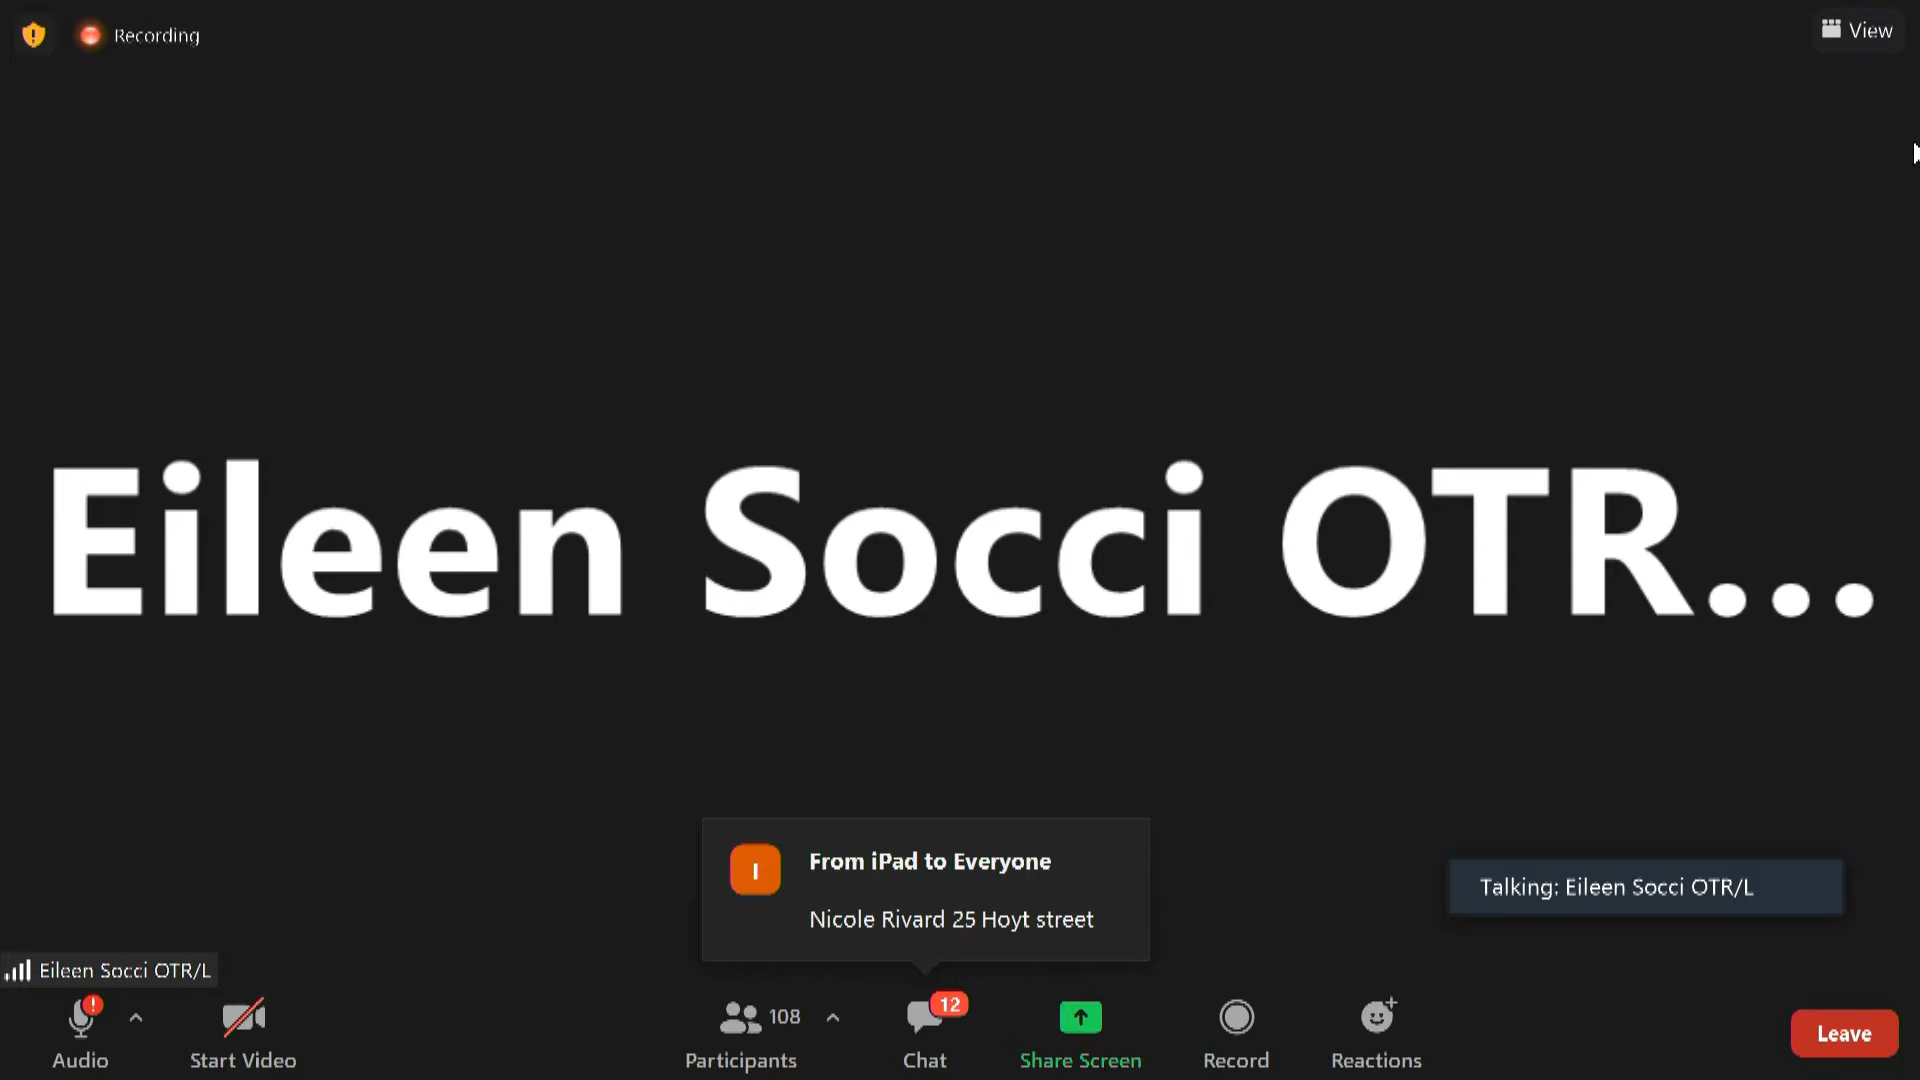 Recording
View
Eileen Socci OTR...
From iPad to Everyone
I
Nicole Rivard 25 Hoyt street
Talking: Eileen Socci OTR/L
Eileen Socci OTR/L
108
12
Audio
Start Video
Participants
Chat
Share Screen
Record
Reactions
Leave